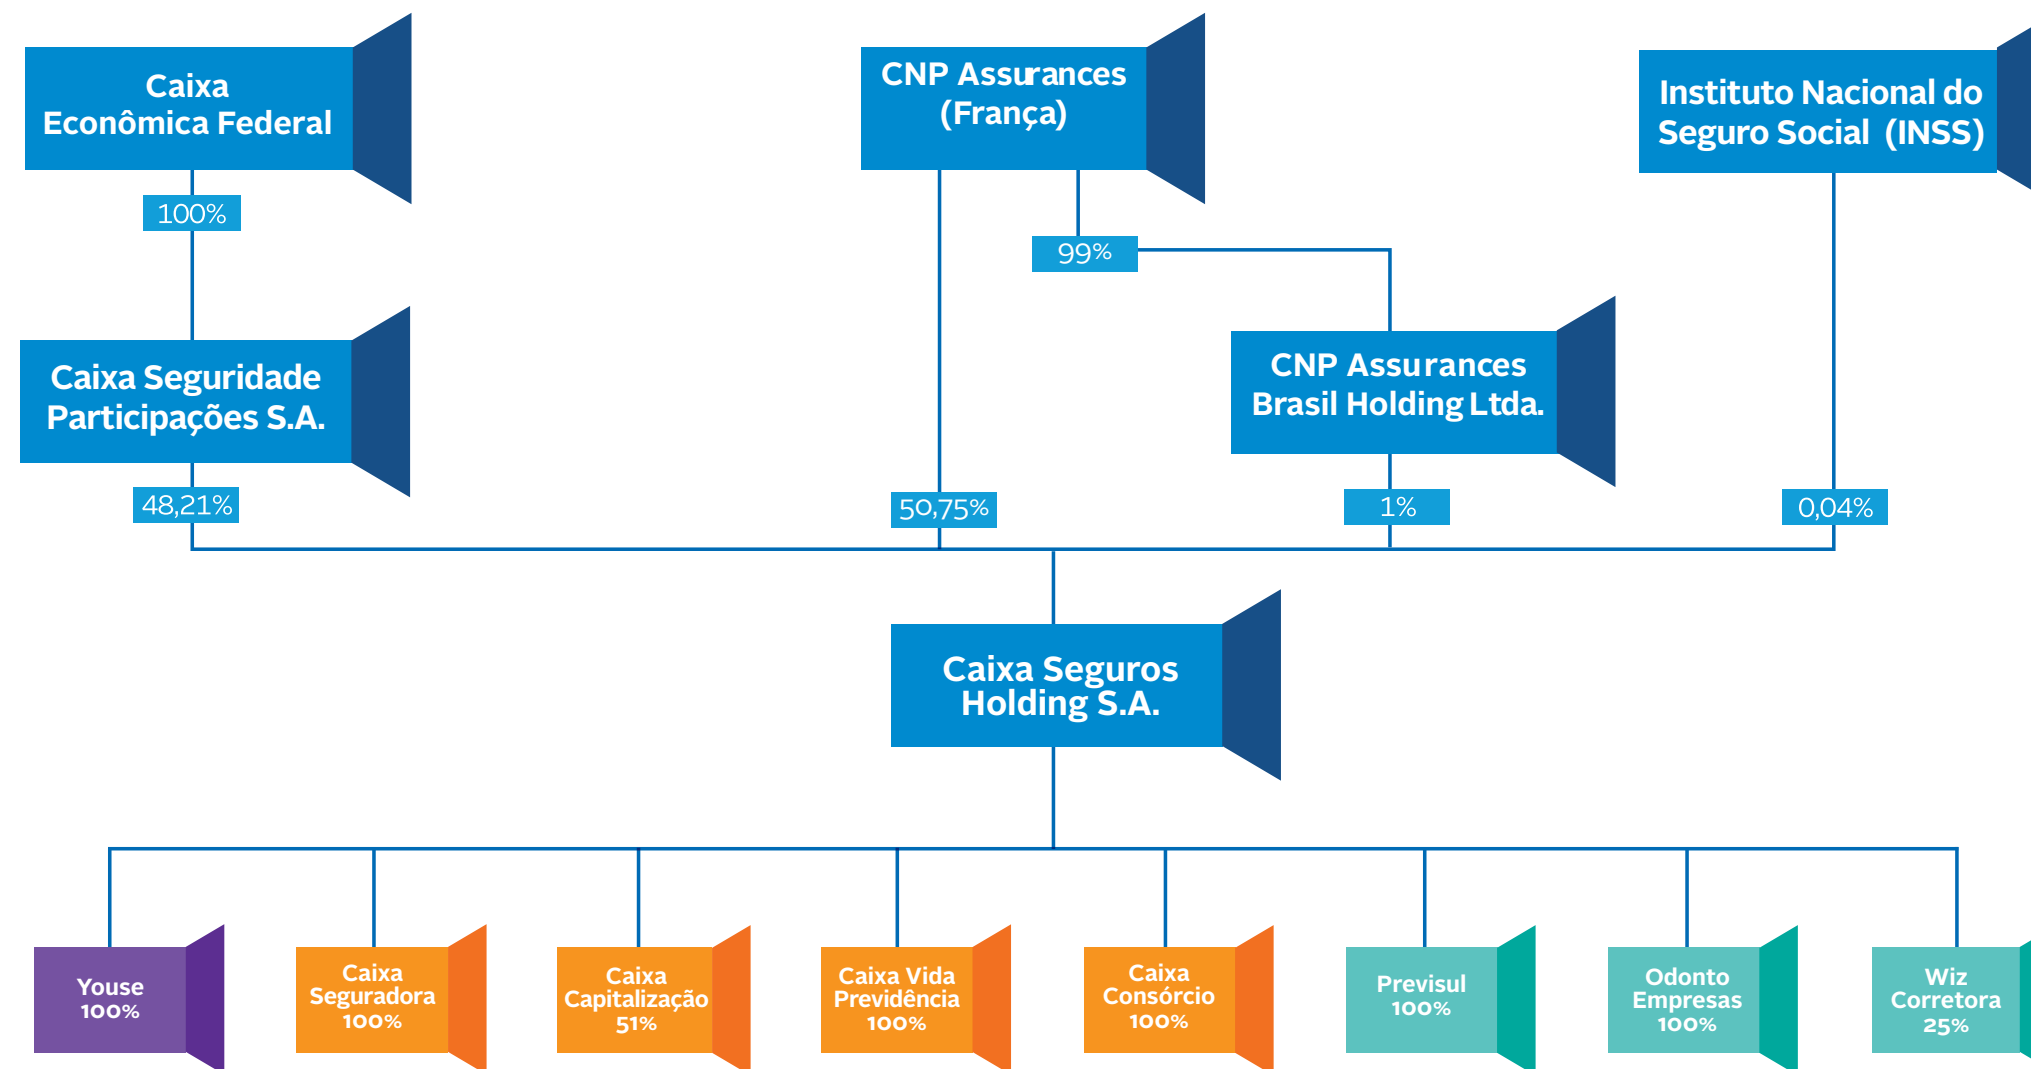 Caixa
Econômica Federal
CNP Assurances
(França)
Instituto Nacional do
Seguro Social (INSS)
100%
99%
Caixa Seguridade
Participações S.A.
CNP Assurances
Brasil Holding Ltda.
48,21%
50,75%
1%
0,04%
Caixa Seguros
Holding S.A.
Youse
100%
Caixa
Seguradora
100%
Caixa
Capitalização
51%
Caixa Vida
Previdência
100%
Caixa
Consórcio
100%
Previsul
100%
Odonto
Empresas
100%
Wiz
Corretora
25%